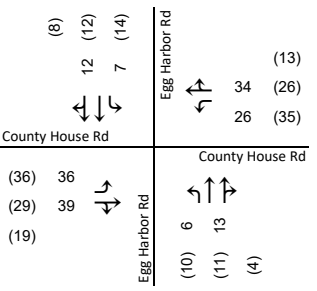 (8) (12) (14)
12 7
Egg Harbor Rd
(13)
34 (26)
26 (35)
County House Rd
County House Rd
(36) 36
(29) 39
(19)
Egg Harbor Rd
6 13
(10) (11) (4)